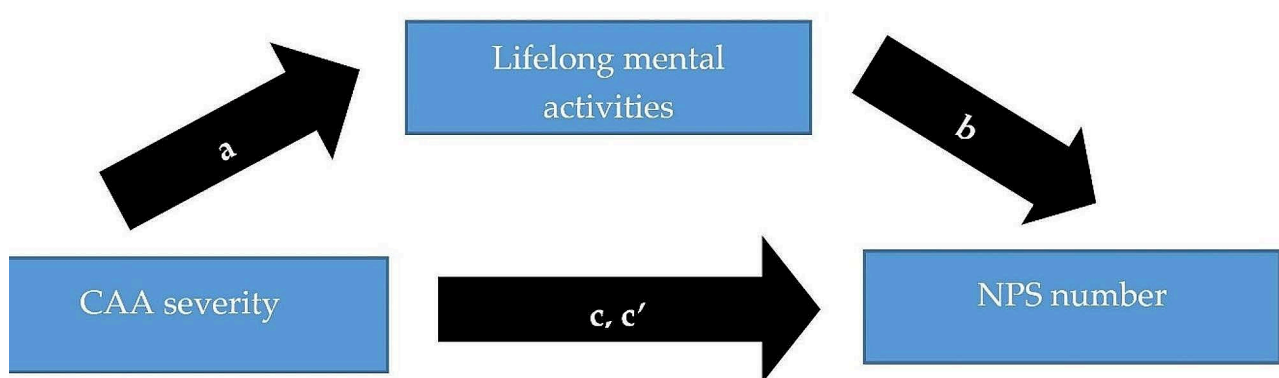 Lifelong mental
activities
a
b
CAA severity
c, c′
NPS number